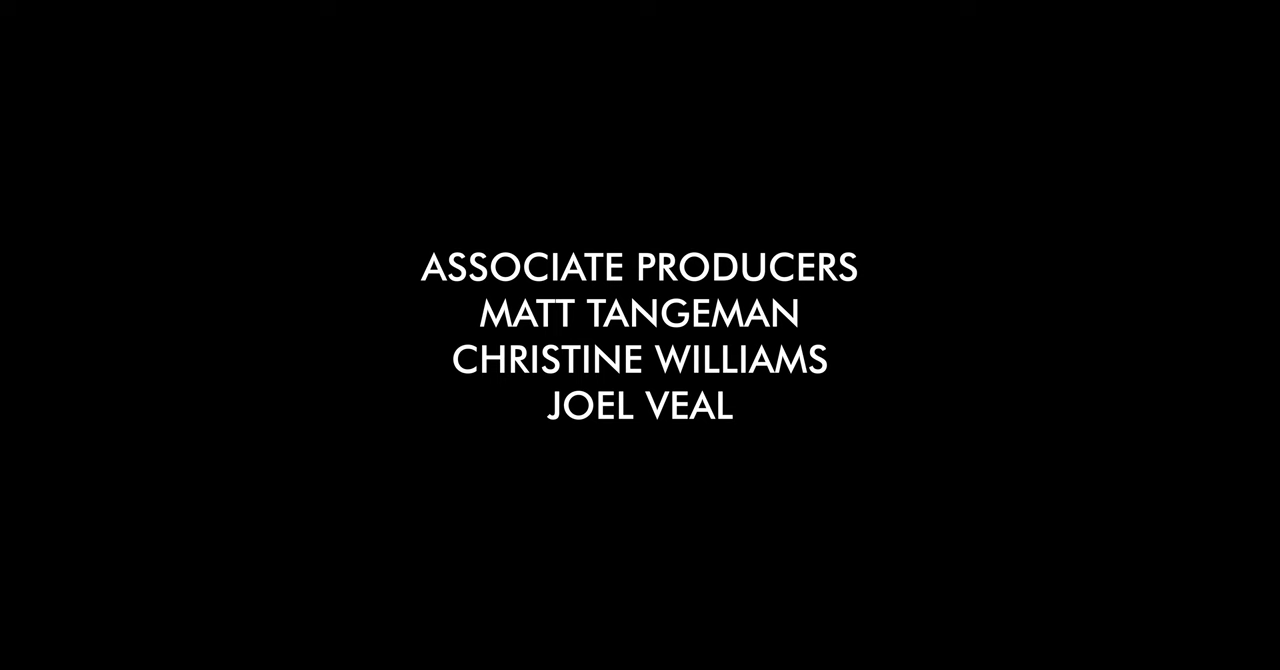 ASSOCIATE PRODUCERS
MATT TANGEMAN
CHRISTINE WILLIAMS
JOEL VEAL